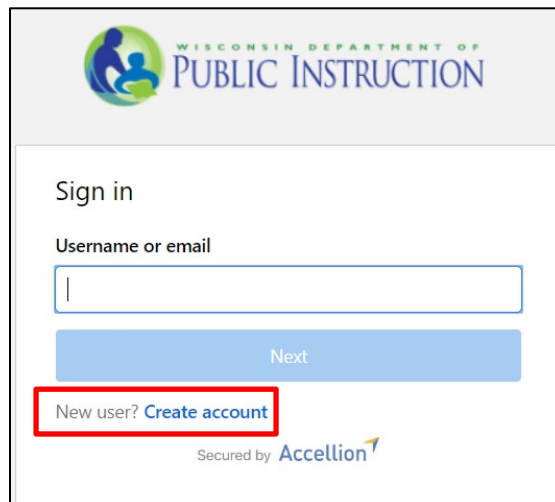 WISCONSIN DEPARTMENT OF
PUBLIC INSTRUCTION
Sign in
Username or email
Next
New user? Create account
Secured by Accellion